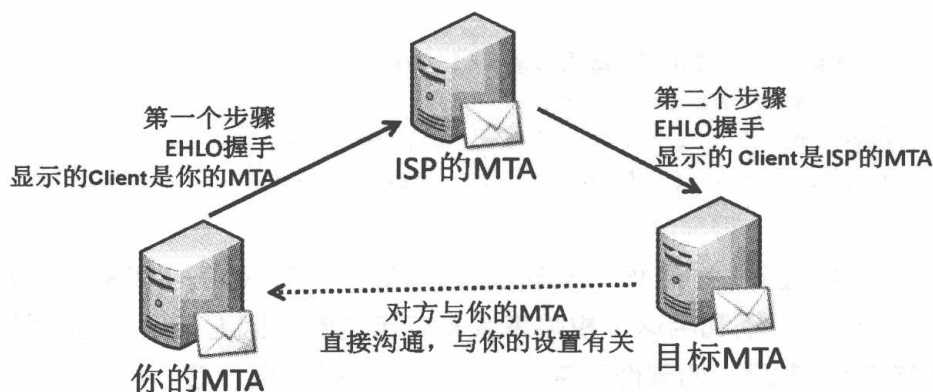 第一个步骤
EHLO握手
显示的Client是你的MTA
ISP的MTA
第二个步骤
EHLO握手
显示的 Client是ISP的MTA
对方与你的MTA
直接沟通，与你的设置有关
你的MTA
目标MTA